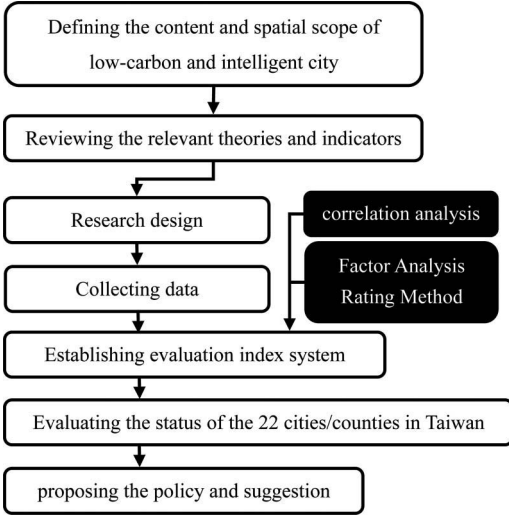 Defining the content and spatial scope of
low-carbon and intelligent city
Reviewing the relevant theories and indicators
Research design
correlation analysis
Factor Analysis
Rating Method
Collecting data
Establishing evaluation index system
Evaluating the status of the 22 cities/counties in Taiwan
proposing the policy and suggestion